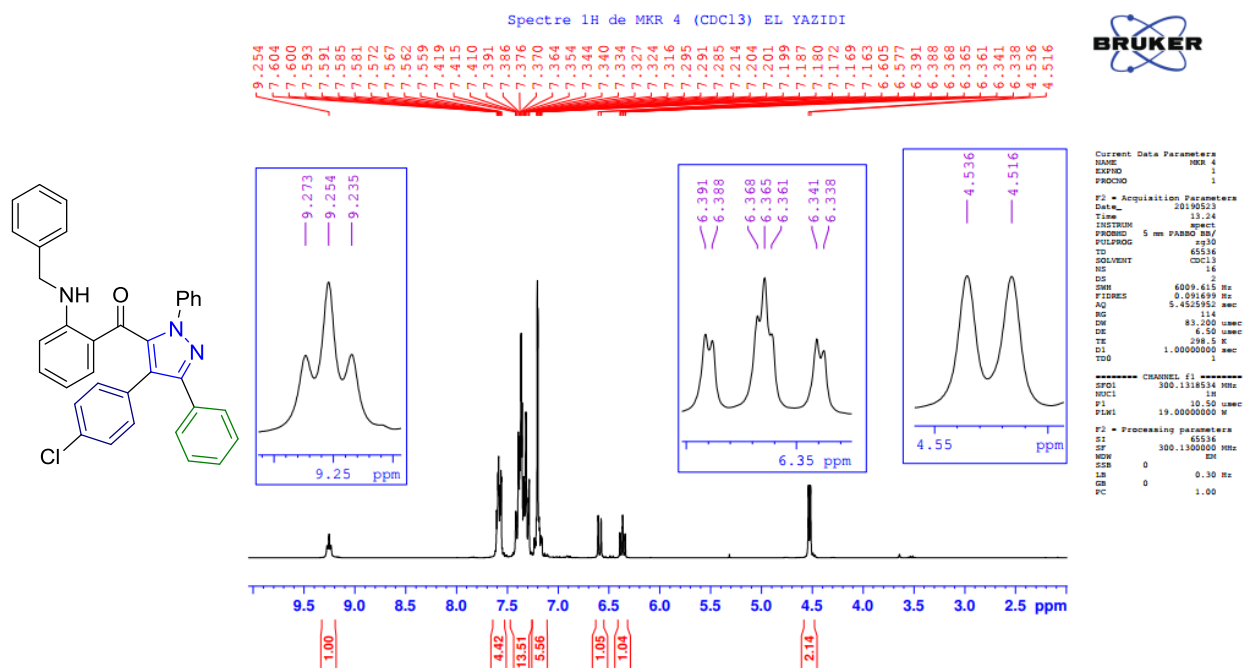 Spectre 1H de MKR 4 (CDCl3) EL YAZIDI
BRUKER
9.254
7.604
7.600
7.593
7.591
7.585
7.581
7.572
7.567
7.562
7.559
7.419
7.415
7.410
7.391
7.386
7.376
7.370
7.364
7.354
7.344
7.340
7.334
7.327
7.324
7.316
7.295
7.291
7.285
7.214
7.204
7.201
7.199
7.187
7.180
7.172
7.169
7.163
6.605
6.577
6.391
6.388
6.368
6.365
6.361
6.341
6.338
4.536
4.516
9.273
9.254
9.235
9.25 ppm
6.391
6.388
6.368
6.365
6.361
6.341
6.338
6.35 ppm
4.536
4.516
4.55 ppm
NH
O
Ph
N
N
Cl
Current Data Parameters
NAME MKR 4
EXPNO 1
PROCNO 1
F2 - Acquisition Parameters
Date_ 20190523
Time 13.24
INSTRUM spect
PROBHD 5 mm PABBO BB/
PULPROG zg30
TD 65536
SOLVENT CDCl3
NS 16
DS 2
SWH 6009.615 Hz
FIDRES 0.091699 Hz
AQ 5.4525952 sec
RG 114
DW 83.200 usec
DE 6.50 usec
TE 298.5 K
D1 1.00000000 sec
TD0 1
======== CHANNEL f1 ========
SFO1 300.1318534 MHz
NUC1 1H
P1 10.50 usec
PLW1 19.00000000 W
F2 - Processing parameters
SI 65536
SF 300.1300000 MHz
WDW EM
SSB 0
LB 0.30 Hz
GB 0
PC 1.00
9.5 9.0 8.5 8.0 7.5 7.0 6.5 6.0 5.5 5.0 4.5 4.0 3.5 3.0 2.5 ppm
1.00
4.42
13.51
5.56
1.05
1.04
2.14